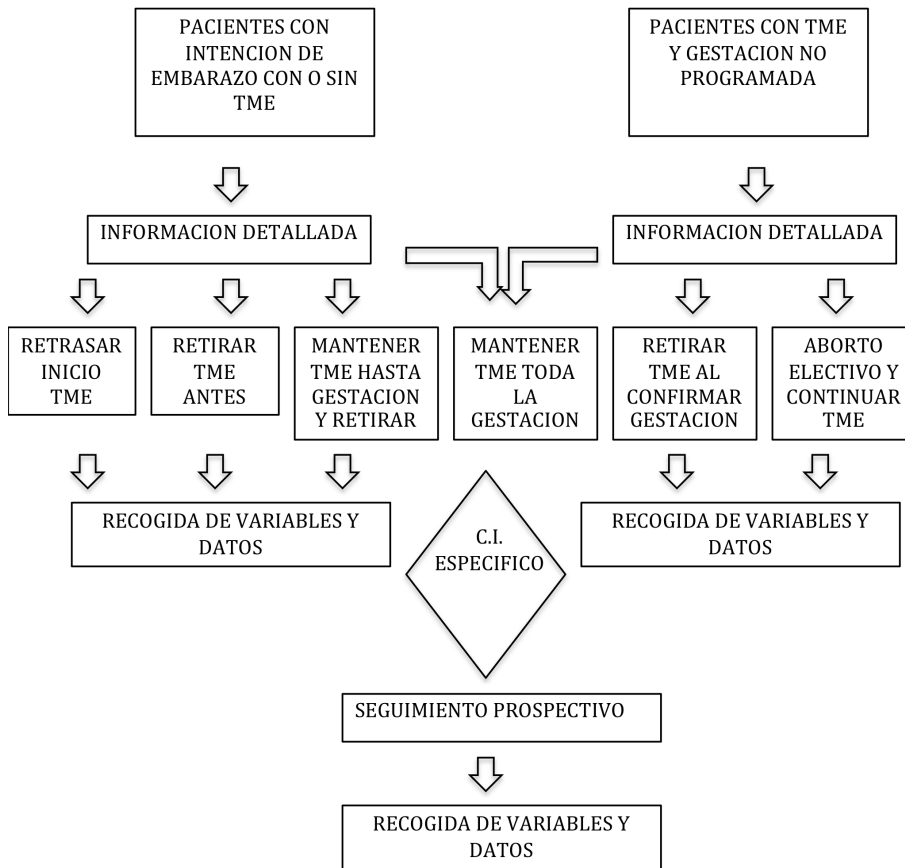 PACIENTES CON
INTENCION DE
EMBARAZO CON O SIN
TME
PACIENTES CON TME
Y GESTACION NO
PROGRAMADA
INFORMACION DETALLADA
INFORMACION DETALLADA
RETRASAR
INICIO
TME
RETIRAR
TME
ANTES
MANTENER
TME HASTA
GESTACION
Y RETIRAR
MANTENER
TME TODA
LA
GESTACION
RETIRAR
TME AL
CONFIRMAR
GESTACION
ABORTO
ELECTIVO Y
CONTINUAR
TME
RECOGIDA DE VARIABLES Y
DATOS
C.I.
ESPECIFICO
RECOGIDA DE VARIABLES Y
DATOS
SEGUIMIENTO PROSPECTIVO
RECOGIDA DE VARIABLES Y
DATOS